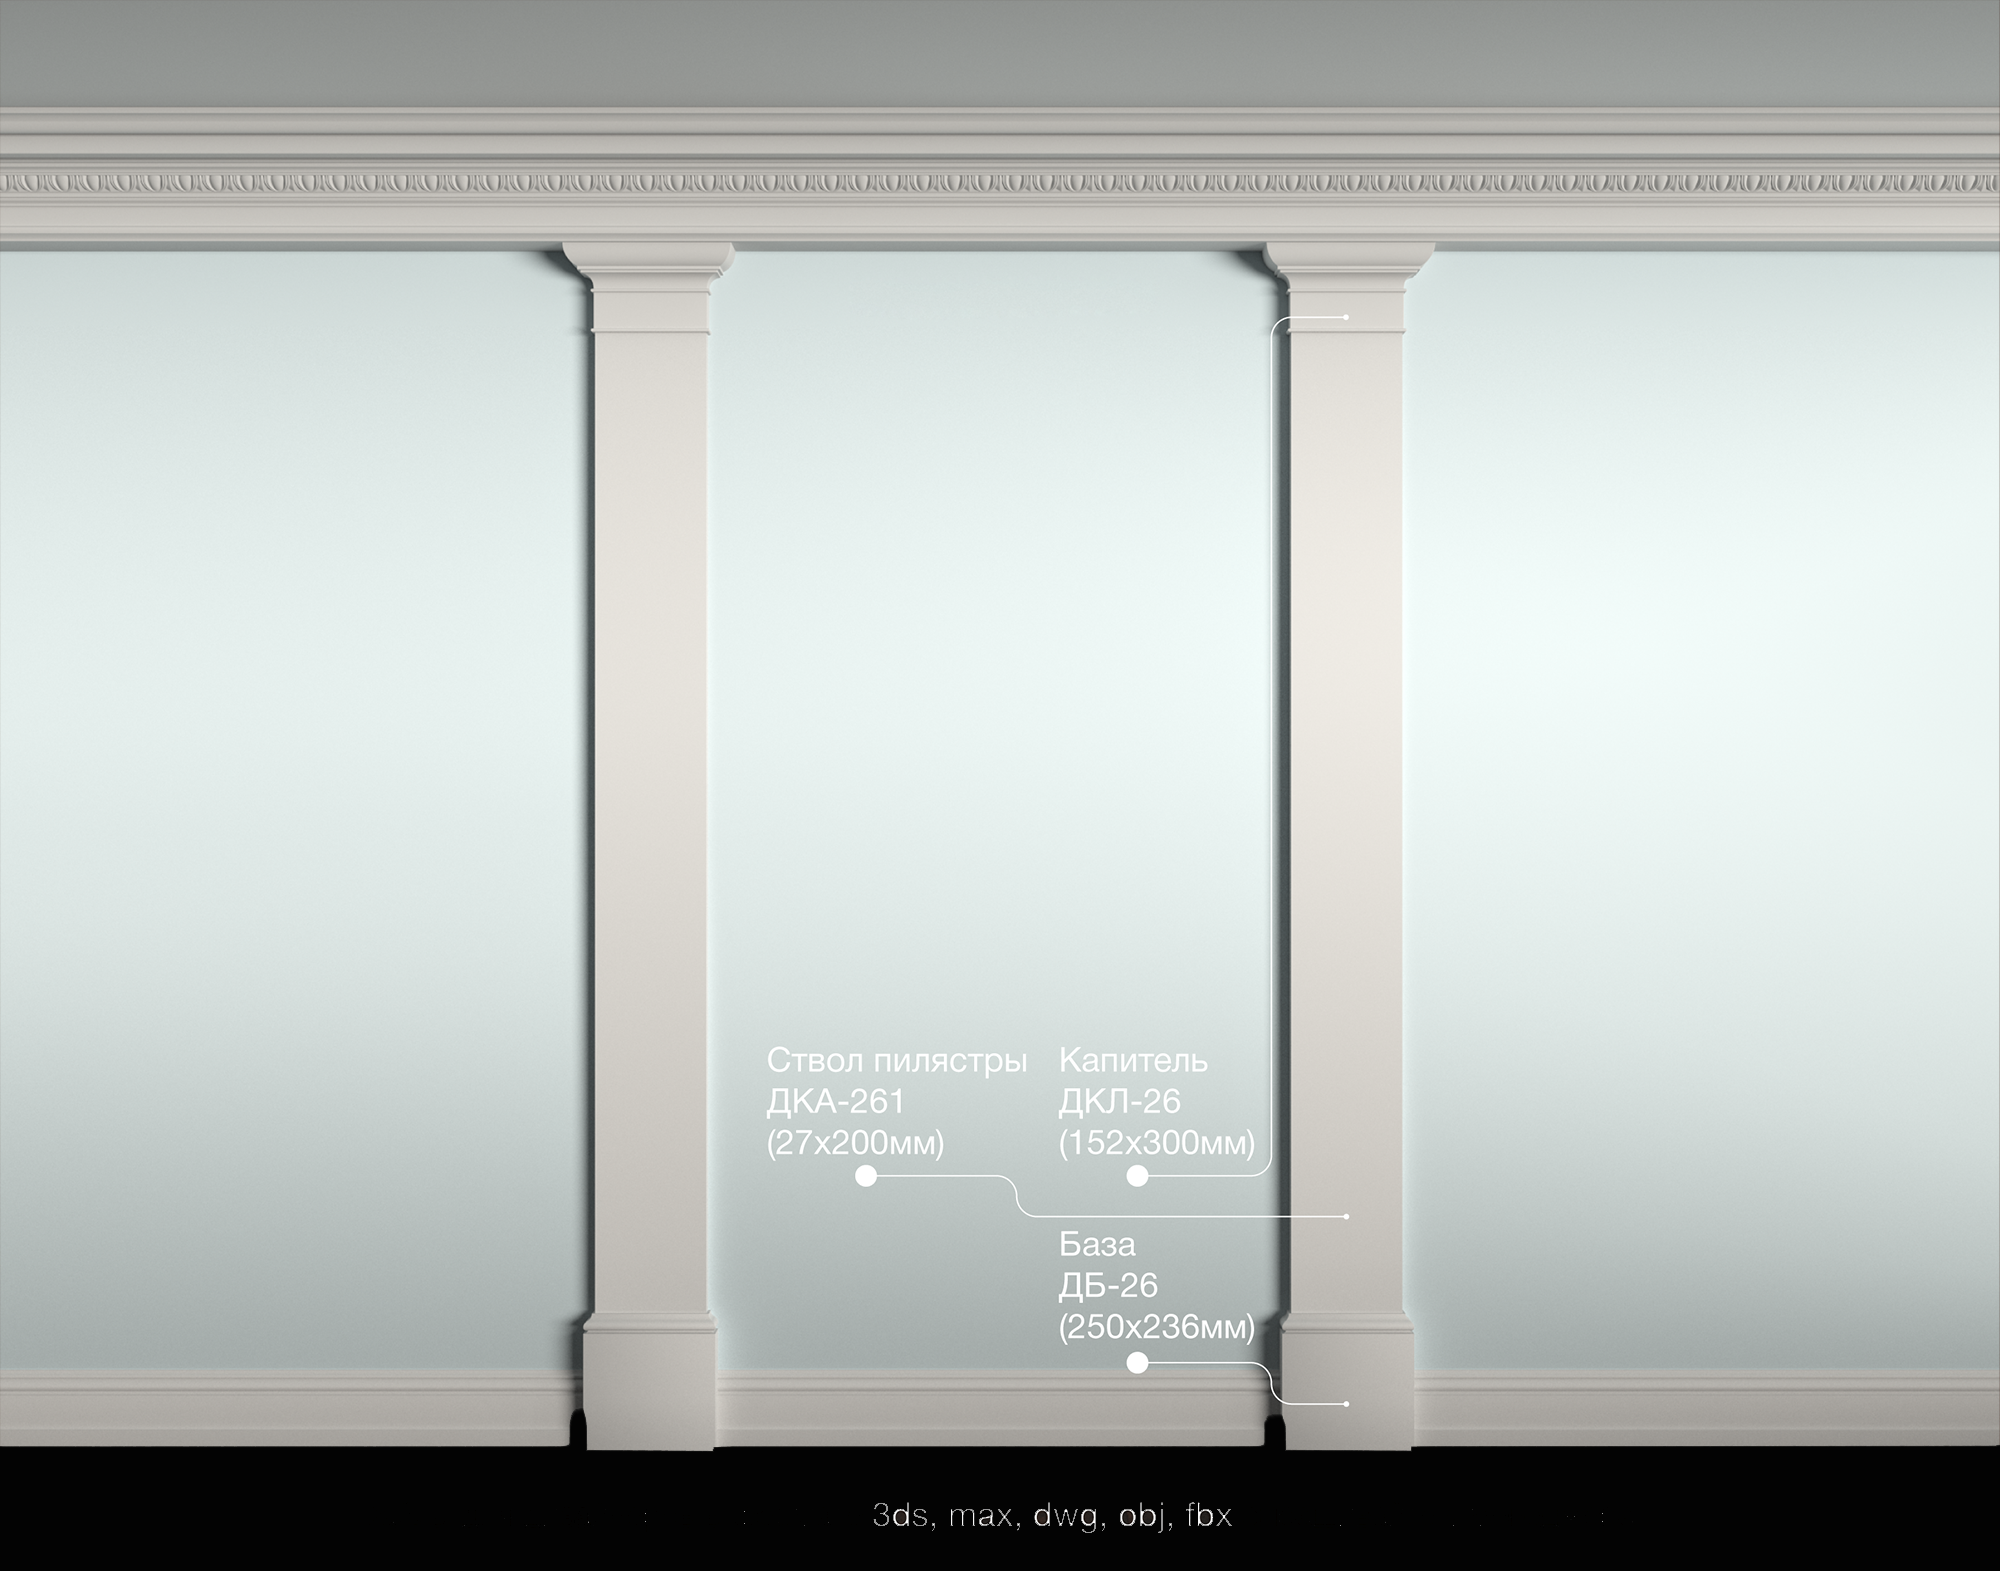 Ствол пилястры
ДКА-261
(27x200мм)
Капитель
ДКЛ-26
(152x300мм)
База
ДБ-26
(250x236мм)
3ds, max, dwg, obj, fbx